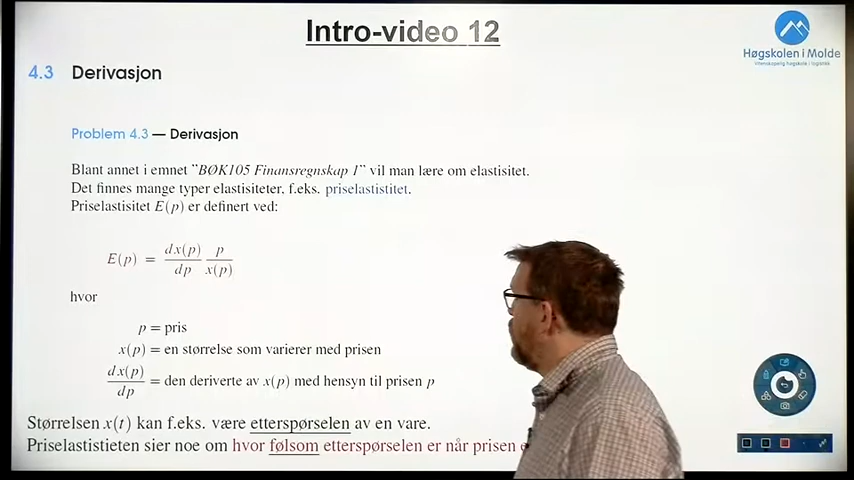 Intro-video 12
Høgskolen i Molde
Vitenskapelig høgskole i logistikk
4.3 Derivasjon
Problem 4.3 — Derivasjon
Blant annet i emnet "BØK105 Finansregnskap 1" vil man lære om elastisitet.
Det finnes mange typer elastisiteter, f.eks. priselastistitet.
Priselastisitet E(p) er definert ved:
E(p) = dx(p)/dp p/x(p)
hvor
p = pris
x(p) = en størrelse som varierer med prisen
dx(p)/dp = den deriverte av x(p) med hensyn til prisen p
Størrelsen x(t) kan f.eks. være etterspørselen av en vare.
Priselastistieten sier noe om hvor følsom etterspørselen er når prisen